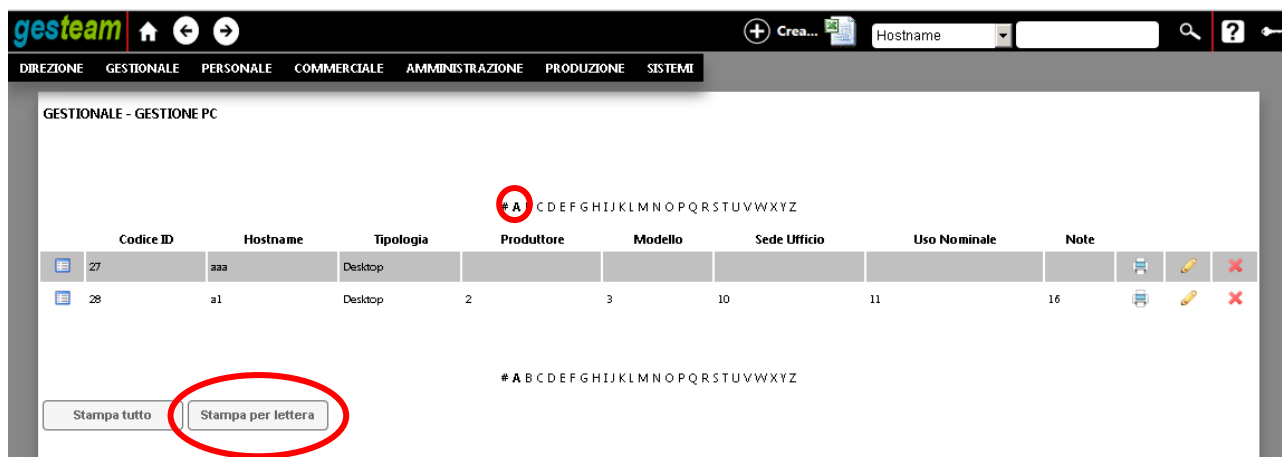 gesteam Crea... Hostname ?
DIREZIONE GESTIONALE PERSONALE COMMERCIALE AMMINISTRAZIONE PRODUZIONE SISTEMI
GESTIONALE - GESTIONE PC
# A C D E F G H I J K L M N O P Q R S T U V W X Y Z
Codice ID Hostname Tipologia Produttore Modello Sede Ufficio Uso Nominale Note
27 aaa Desktop
28 a1 Desktop 2 3 10 11 16
# A B C D E F G H I J K L M N O P Q R S T U V W X Y Z
Stampa tutto Stampa per lettera